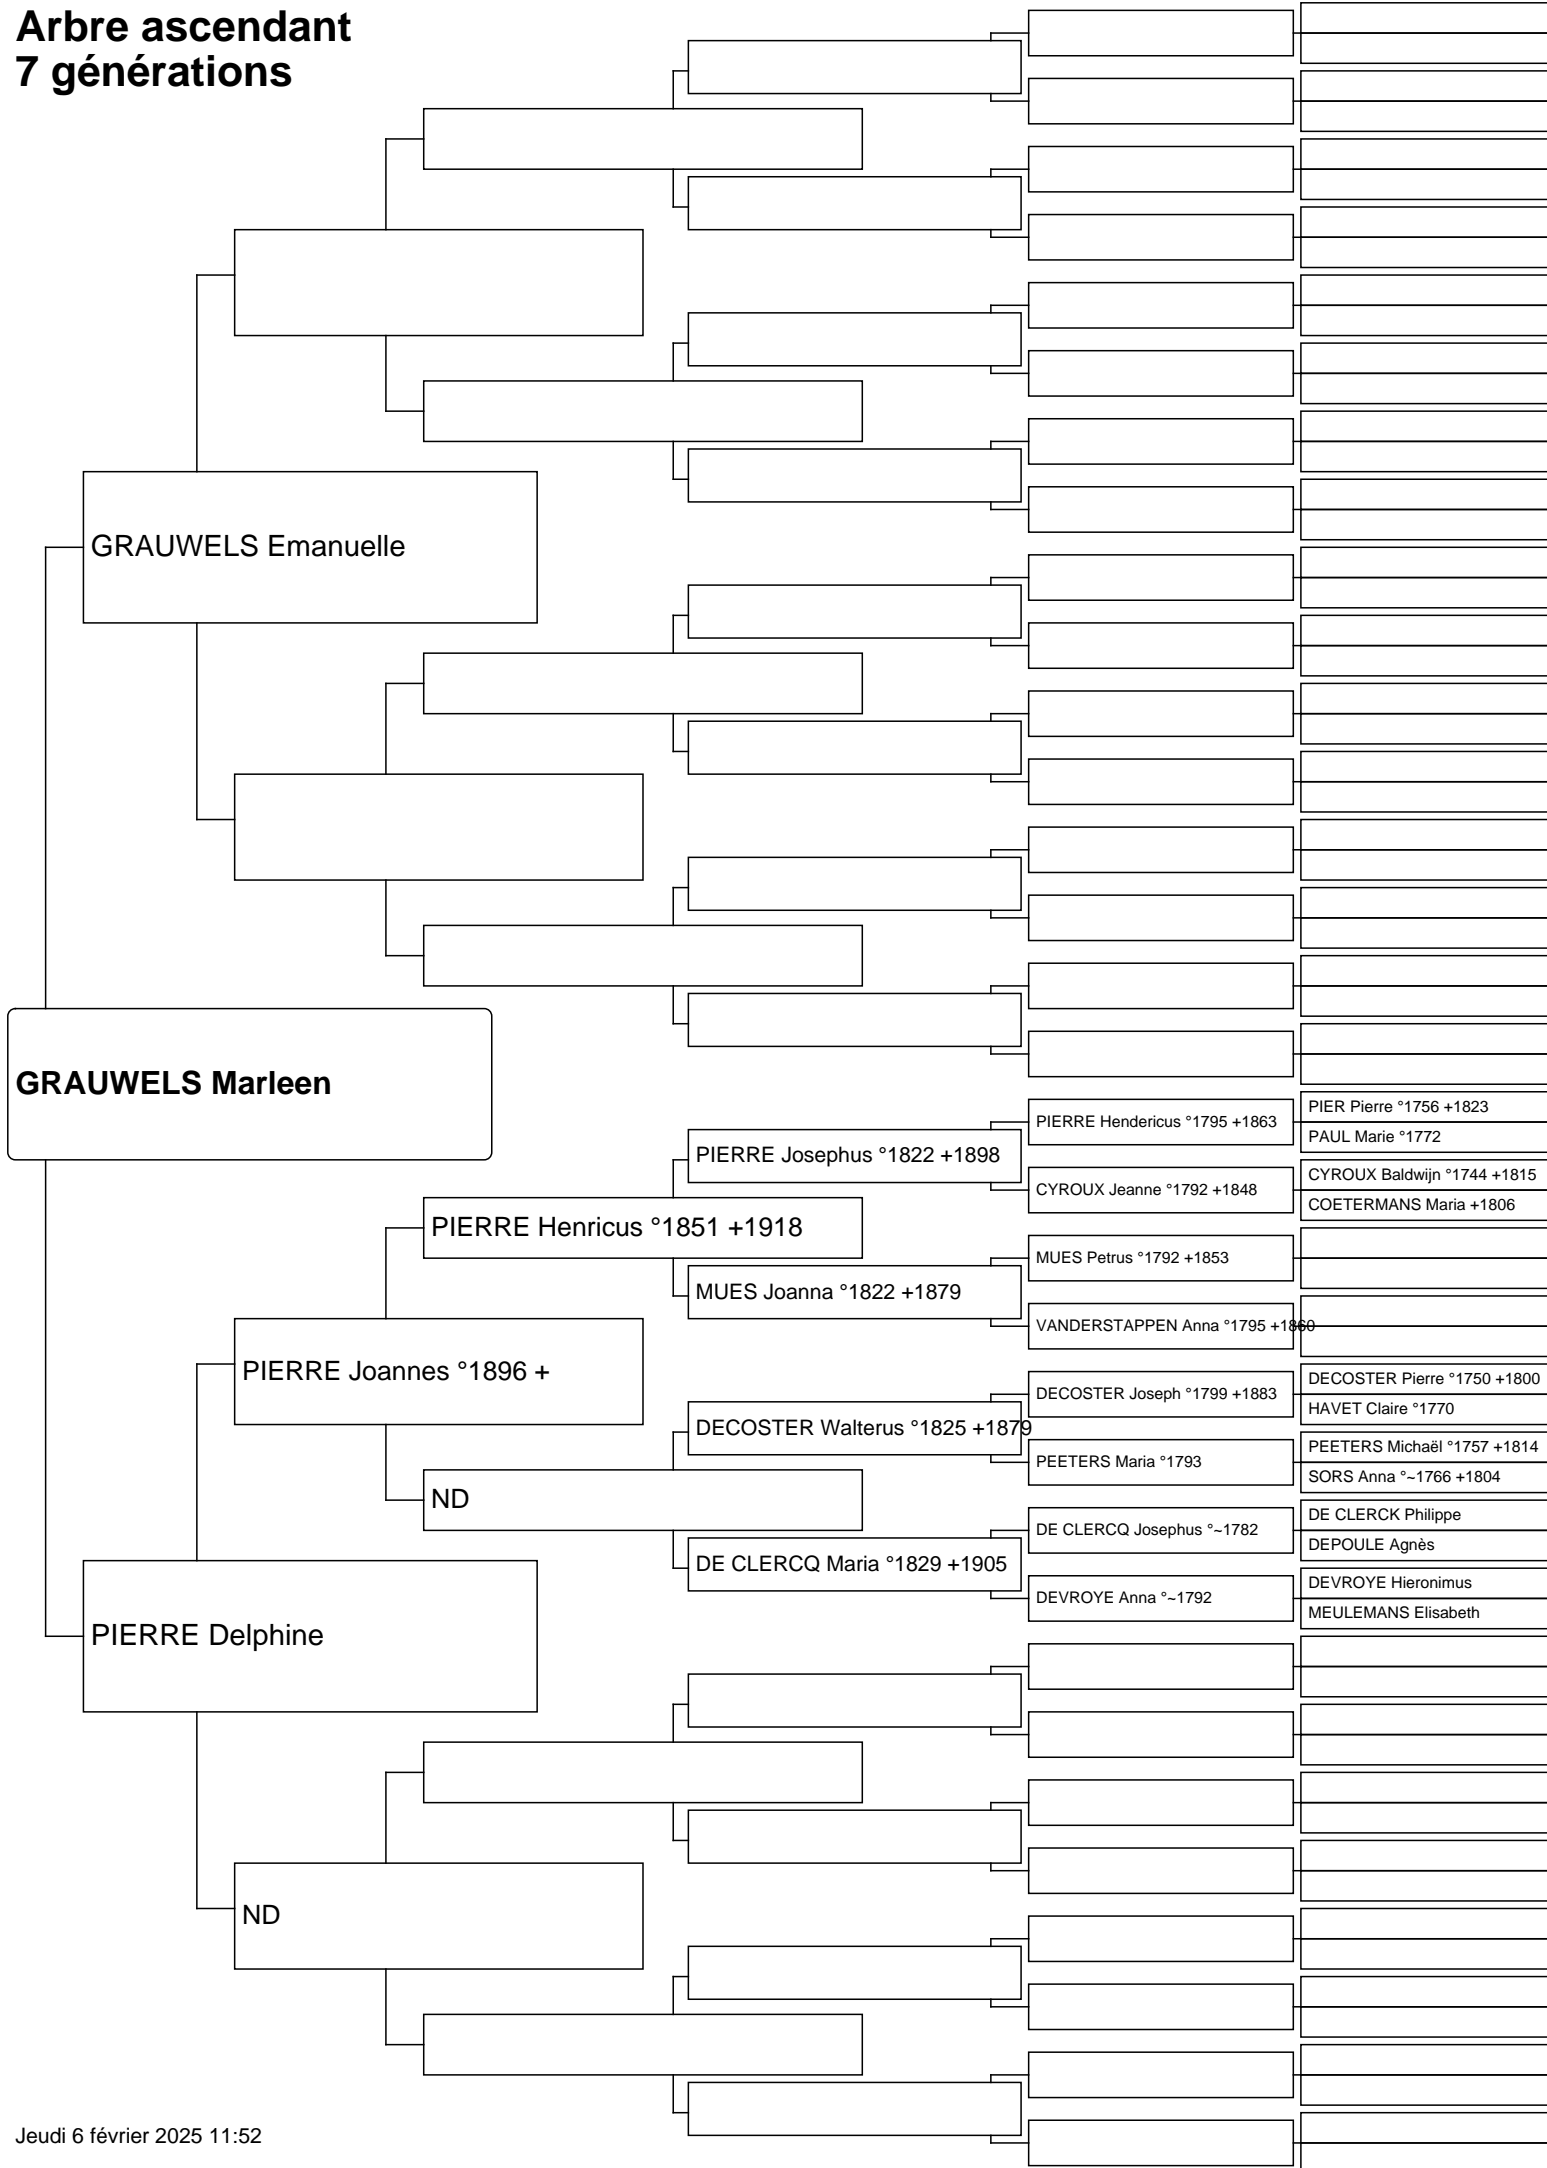 Arbre ascendant
7 générations
GRAUWELS Emanuelle
GRAUWELS Marleen
PIERRE Hendericus °1795 +1863
PIER Pierre °1756 +1823
PAUL Marie °1772
PIERRE Josephus °1822 +1898
CYROUX Jeanne °1792 +1848
CYROUX Baldwijn °1744 +1815
COETERMANS Maria +1806
PIERRE Henricus °1851 +1918
MUES Petrus °1792 +1853
MUES Joanna °1822 +1879
VANDERSTAPPEN Anna °1795 +1860
PIERRE Joannes °1896 +
DECOSTER Joseph °1799 +1883
DECOSTER Pierre °1750 +1800
HAVET Claire °1770
DECOSTER Walterus °1825 +1879
PEETERS Maria °1793
PEETERS Michaël °1757 +1814
SORS Anna °~1766 +1804
ND
DE CLERCQ Josephus °~1782
DE CLERCK Philippe
DEPOULE Agnès
DE CLERCQ Maria °1829 +1905
DEVROYE Anna °~1792
DEVROYE Hieronimus
MEULEMANS Elisabeth
PIERRE Delphine
ND
Jeudi 6 février 2025 11:52